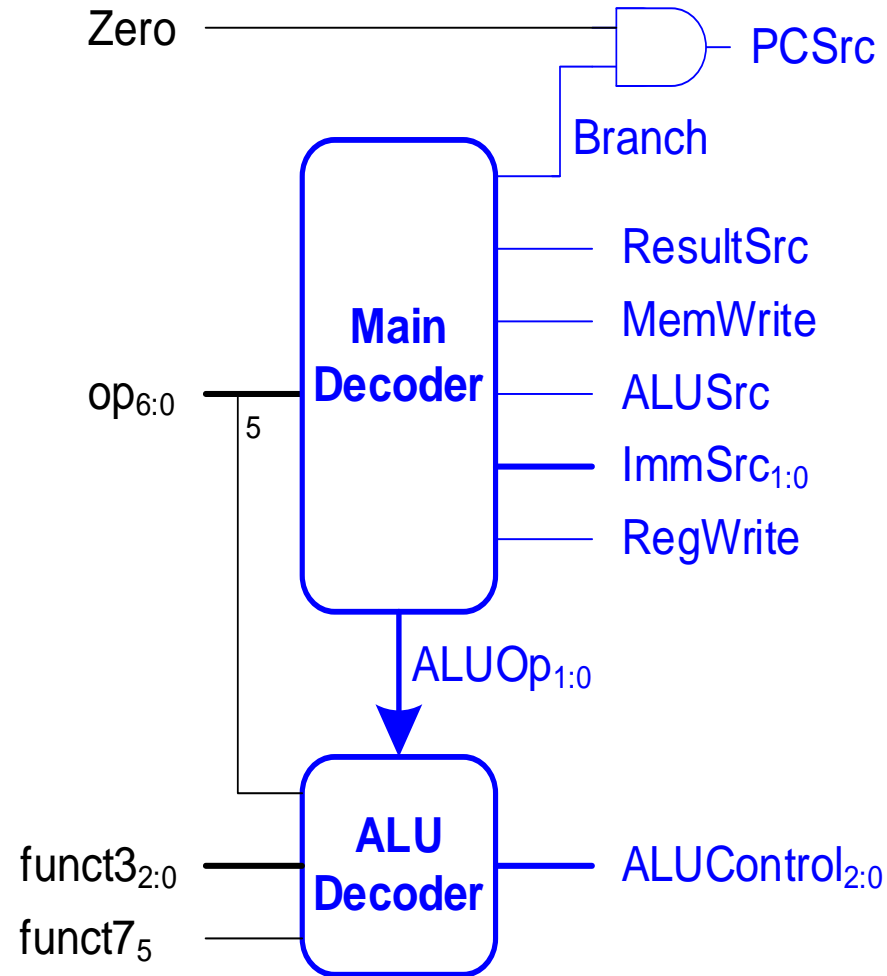 Zero
PCSrc
Branch
ResultSrc
Main
Decoder
MemWrite
ALUSrc
op6:0
5
ImmSrc1:0
RegWrite
ALUOp1:0
ALU
Decoder
funct32:0
ALUControl2:0
funct75